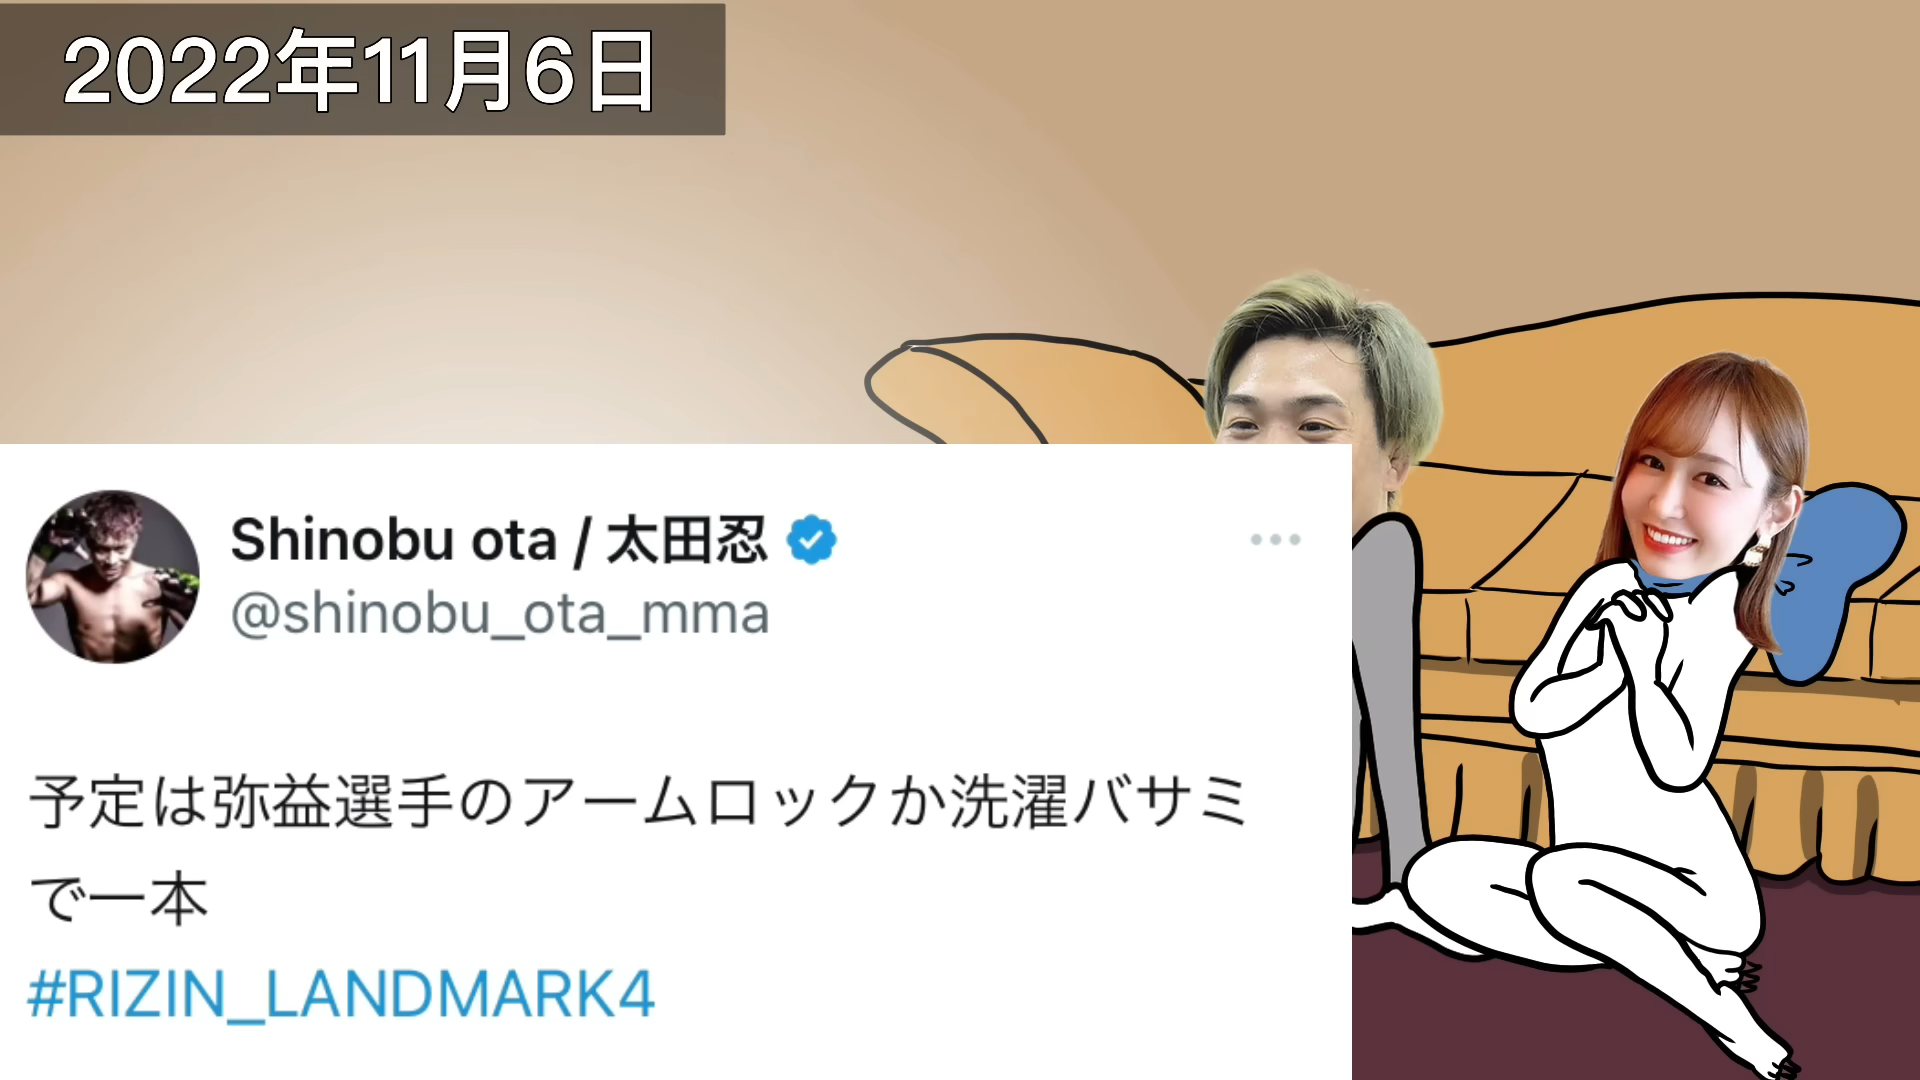 2022年11月6日
Shinobu ota / 太田忍
@shinobu_ota_mma
予定は弥益選手のアームロックか洗濯バサミ
で一本
#RIZIN_LANDMARK4